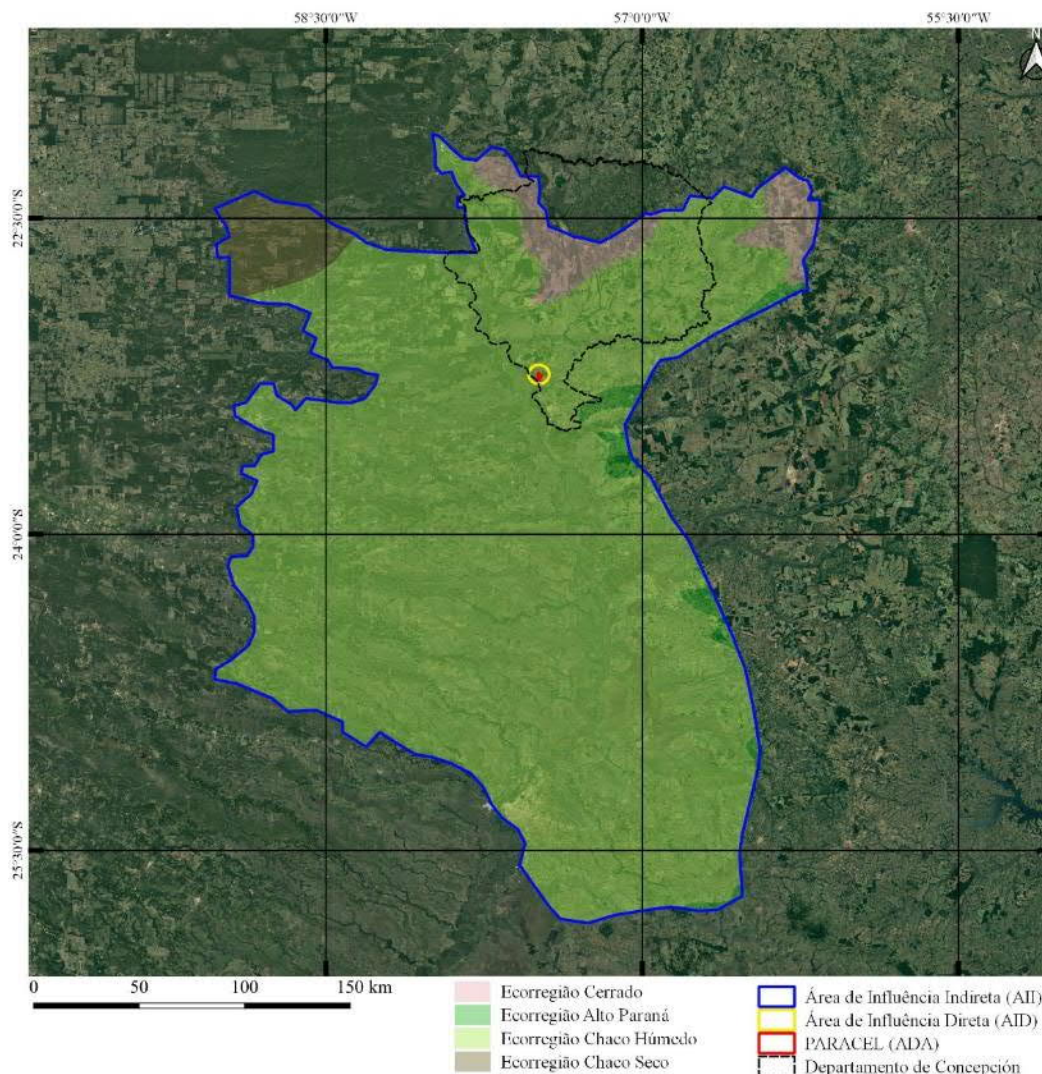 58°30'0"W 57°0'0"W 55°30'0"W
N
22°30'0"S
24°0'0"S
25°30'0"S
0 50 100 150 km
Ecorregião Cerrado
Ecorregião Alto Paraná
Ecorregião Chaco Húmedo
Ecorregião Chaco Seco
Área de Influência Indireta (AII)
Área de Influência Direta (AID)
PARACEL (ADA)
Departamento de Concepción